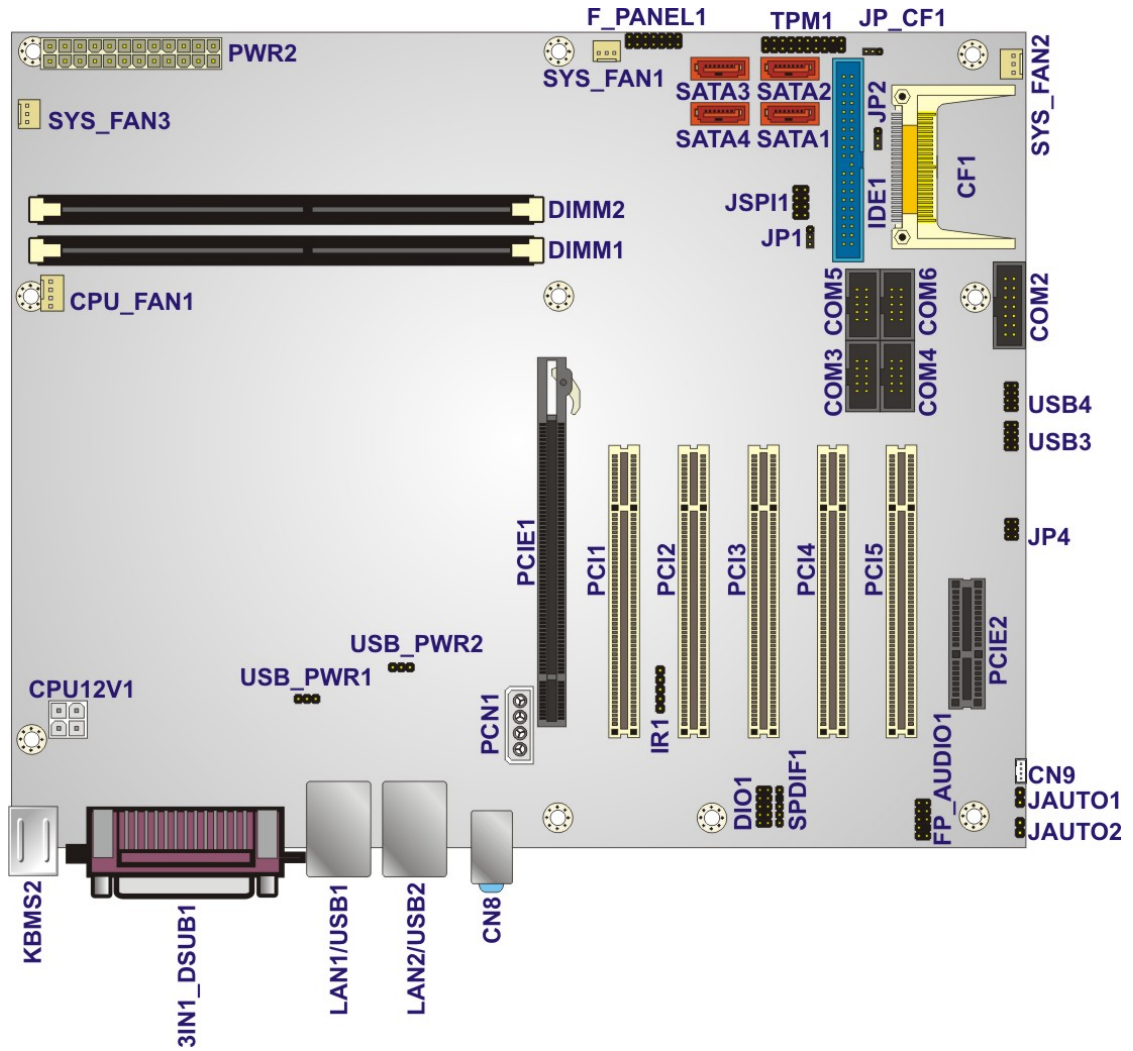 F_PANEL1
TPM1
JP_CF1
PWR2
SYS_FAN1
SATA3
SATA2
SYS_FAN2
SYS_FAN3
SATA4
SATA1
JP2
CF1
IDE1
JSPI1
DIMM2
JP1
DIMM1
CPU_FAN1
COM5
COM6
COM2
COM3
COM4
USB4
USB3
JP4
PCIE1
PCI1
PCI2
PCI3
PCI4
PCI5
PCIE2
USB_PWR2
USB_PWR1
CPU12V1
PCN1
IR1
DIO1
SPDIF1
FP_AUDIO1
CN9
JAUTO1
JAUTO2
KBMS2
3IN1_DSUB1
LAN1/USB1
LAN2/USB2
CN8